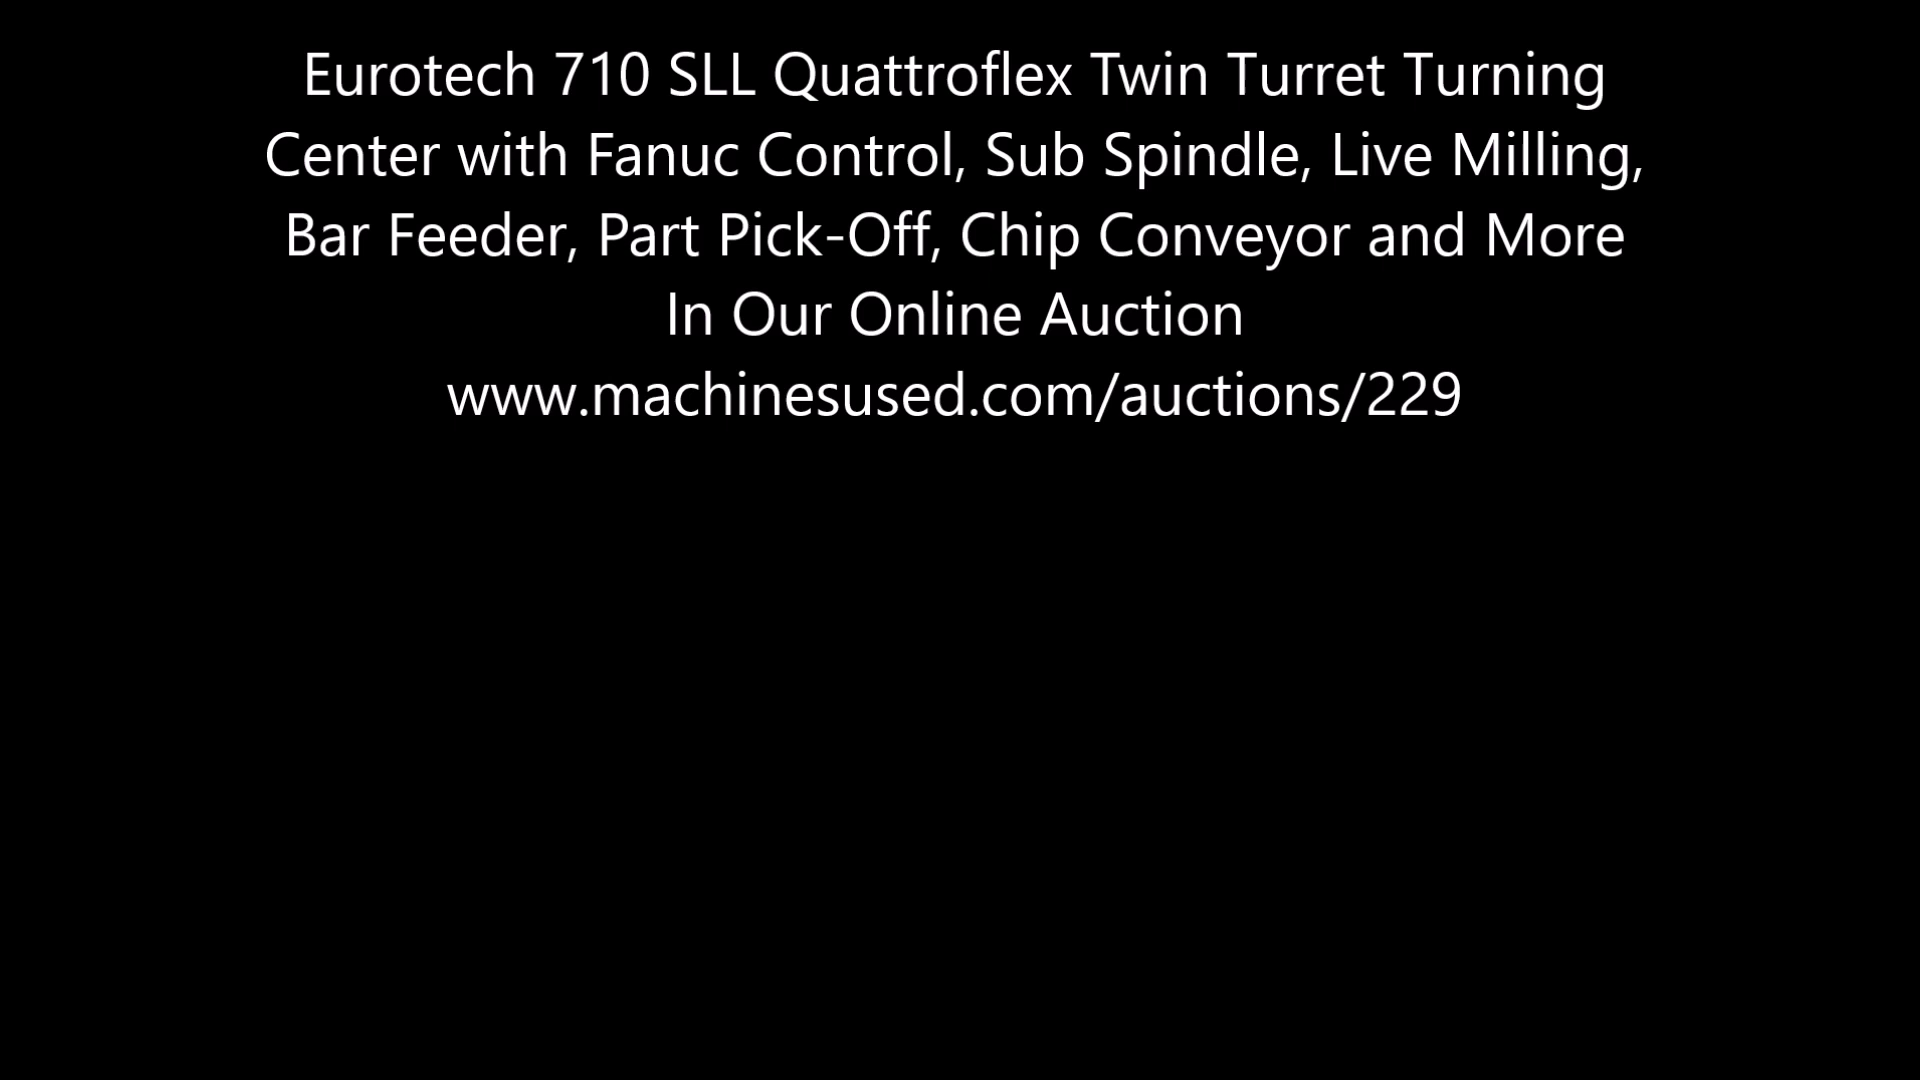 Eurotech 710 SLL Quattroflex Twin Turret Turning
Center with Fanuc Control, Sub Spindle, Live Milling,
Bar Feeder, Part Pick-Off, Chip Conveyor and More
In Our Online Auction
www.machinesused.com/auctions/229